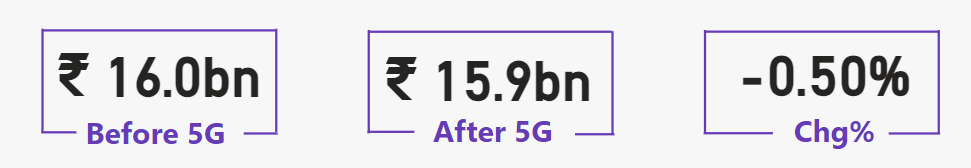 ₹ 16.0bn
Before 5G
₹ 15.9bn
After 5G
-0.50%
Chg%